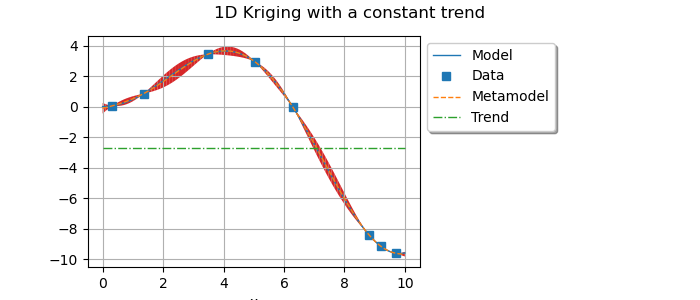 1D Kriging with a constant trend
4
2
0
−2
−4
−6
−8
−10
0 2 4 6 8 10
Model
Data
Metamodel
Trend